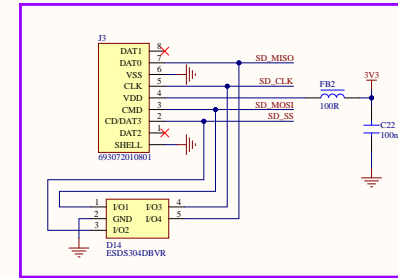 J3
DAT1 8
DAT0 7 SD_MISO
VSS 6
CLK 5 SD_CLK
VDD 4
CMD 3 SD_MOSI
CD/DAT3 2 SD_SS
DAT2 1
SHELL
693072010801
FB2
100R
3V3
C22
100n
1 I/O1 I/O3 4
2 GND I/O4 5
3 I/O2
D14
ESDS304DBVR